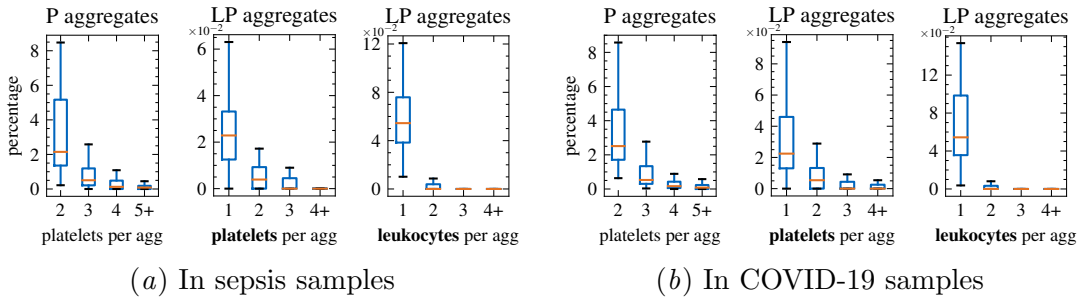 P aggregates
LP aggregates
LP aggregates
P aggregates
LP aggregates
LP aggregates
×10⁻²
×10⁻²
×10⁻²
×10⁻²
percentage
8
6
4
2
0
6
4
2
0
12
8
4
0
percentage
8
6
4
2
0
8
6
4
2
0
12
8
4
0
2 3 4 5+
1 2 3 4+
1 2 3 4+
2 3 4 5+
1 2 3 4+
1 2 3 4+
platelets per agg
platelets per agg
leukocytes per agg
platelets per agg
platelets per agg
leukocytes per agg
(a) In sepsis samples
(b) In COVID-19 samples